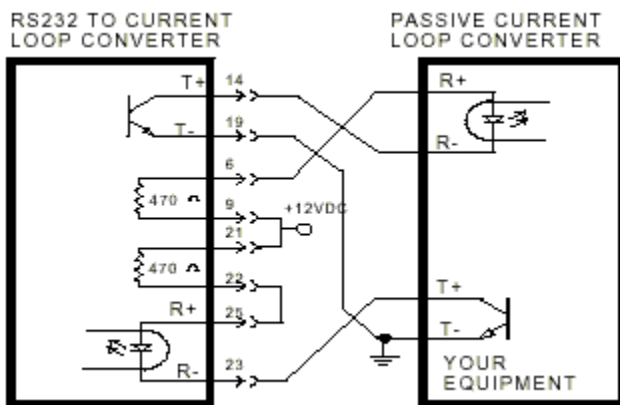 RS232 TO CURRENT
LOOP CONVERTER
PASSIVE CURRENT
LOOP CONVERTER
T+
14
R+
T-
19
R-
6
470
9
+12VDC
21
470
22
R+
25
T+
R-
23
T-
YOUR
EQUIPMENT